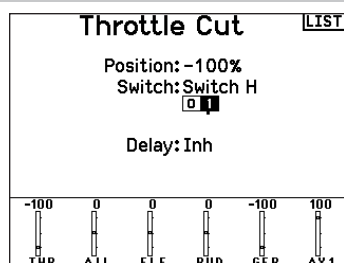 Throttle Cut
LIST
Position: -100%
Switch: Switch H
0 1
Delay: Inh
-100 0 0 0 -100 100
THR AIL ELE RUD GER AX1